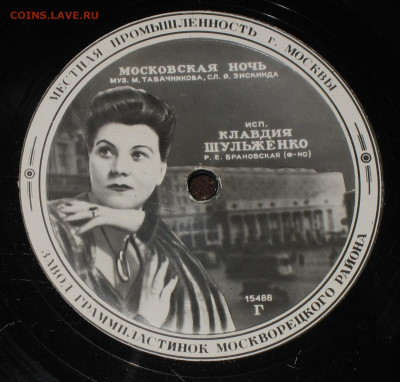 COINS.LAVE.RU
МЕСТНАЯ ПРОМЫШЛЕННОСТЬ г. МОСКВЫ
МОСКОВСКАЯ НОЧЬ
МУЗ. М. ТАБАЧНИКОВА, СЛ. Я. ЗИСКИНДА
ИСП.
КЛАВДИЯ
ШУЛЬЖЕНКО
Р. Е. БРАНОВСКАЯ (Ф-НО)
15488
Г
ЗАВОД ГРАММПЛАСТИНОК МОСКВОРЕЦКОГО РАЙОНА